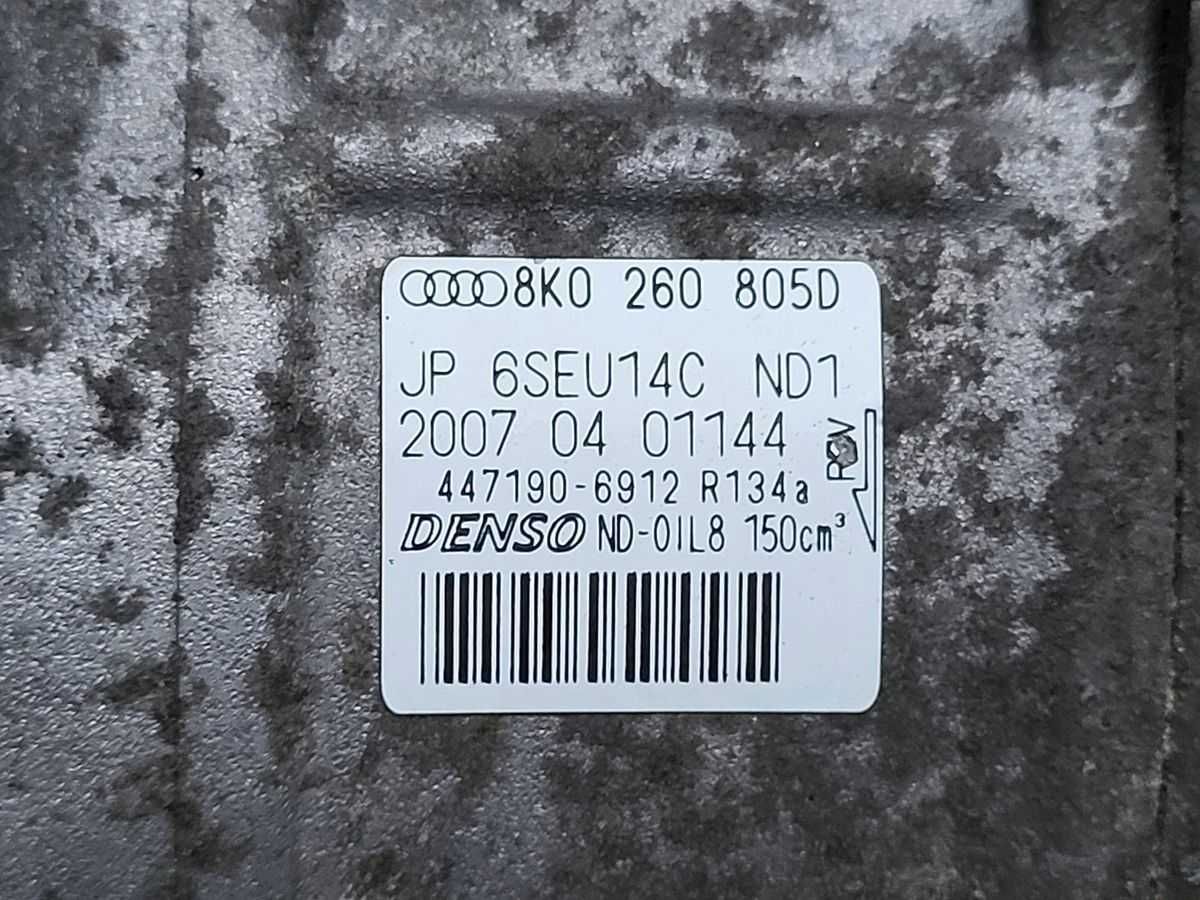 8K0 260 805D
JP 6SEU14C ND1
2007 04 01144
447190-6912 R134a
DENSO ND-OIL8 150cm³